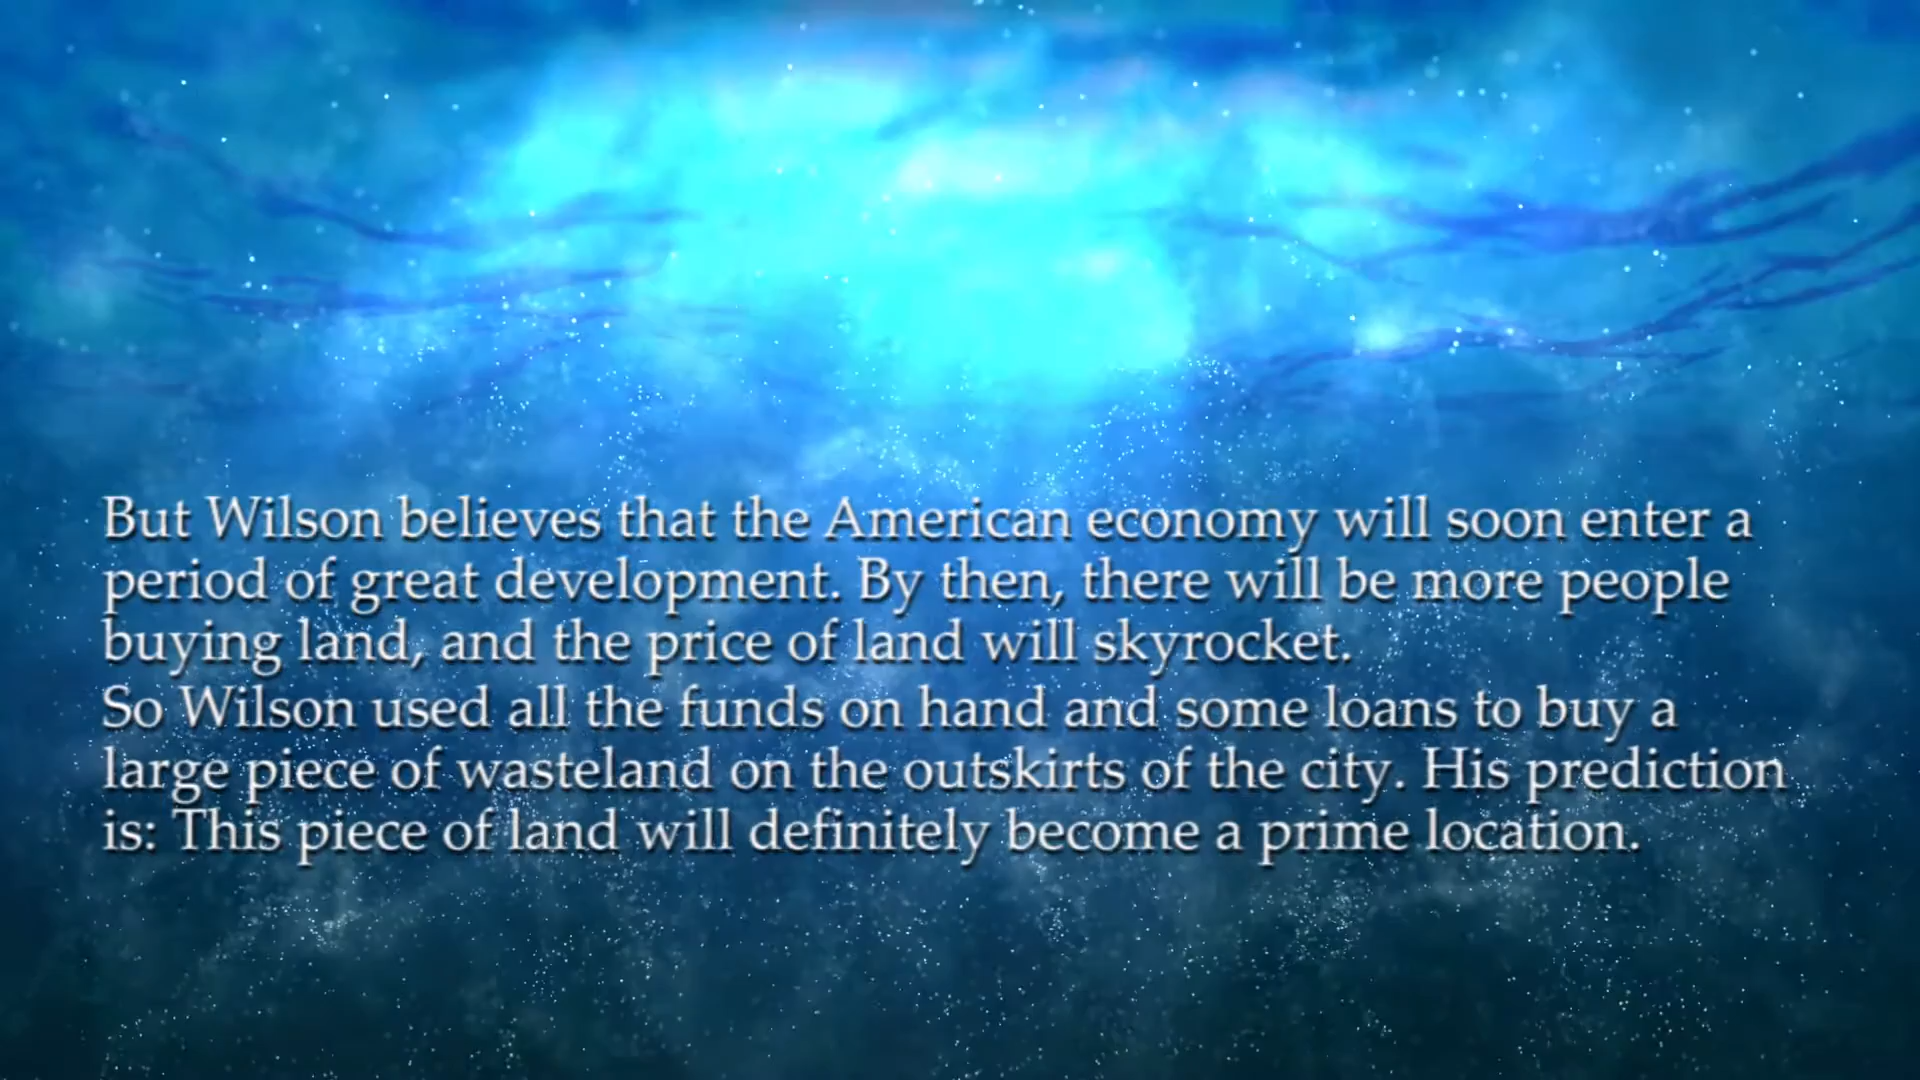 But Wilson believes that the American economy will soon enter a
period of great development. By then, there will be more people
buying land, and the price of land will skyrocket.
So Wilson used all the funds on hand and some loans to buy a
large piece of wasteland on the outskirts of the city. His prediction
is: This piece of land will definitely become a prime location.